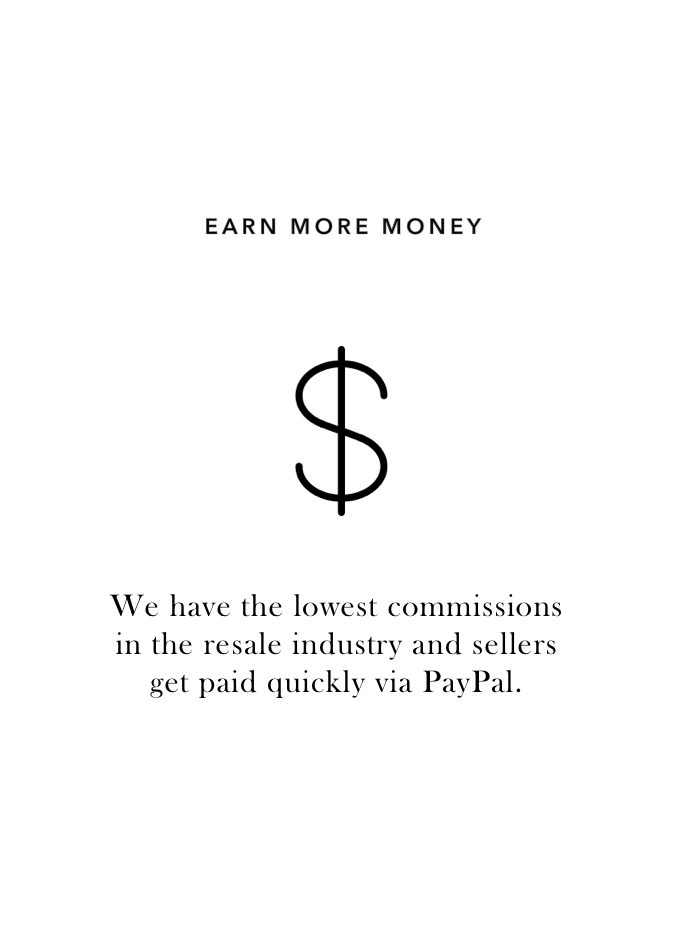 EARN MORE MONEY
$
We have the lowest commissions
in the resale industry and sellers
get paid quickly via PayPal.